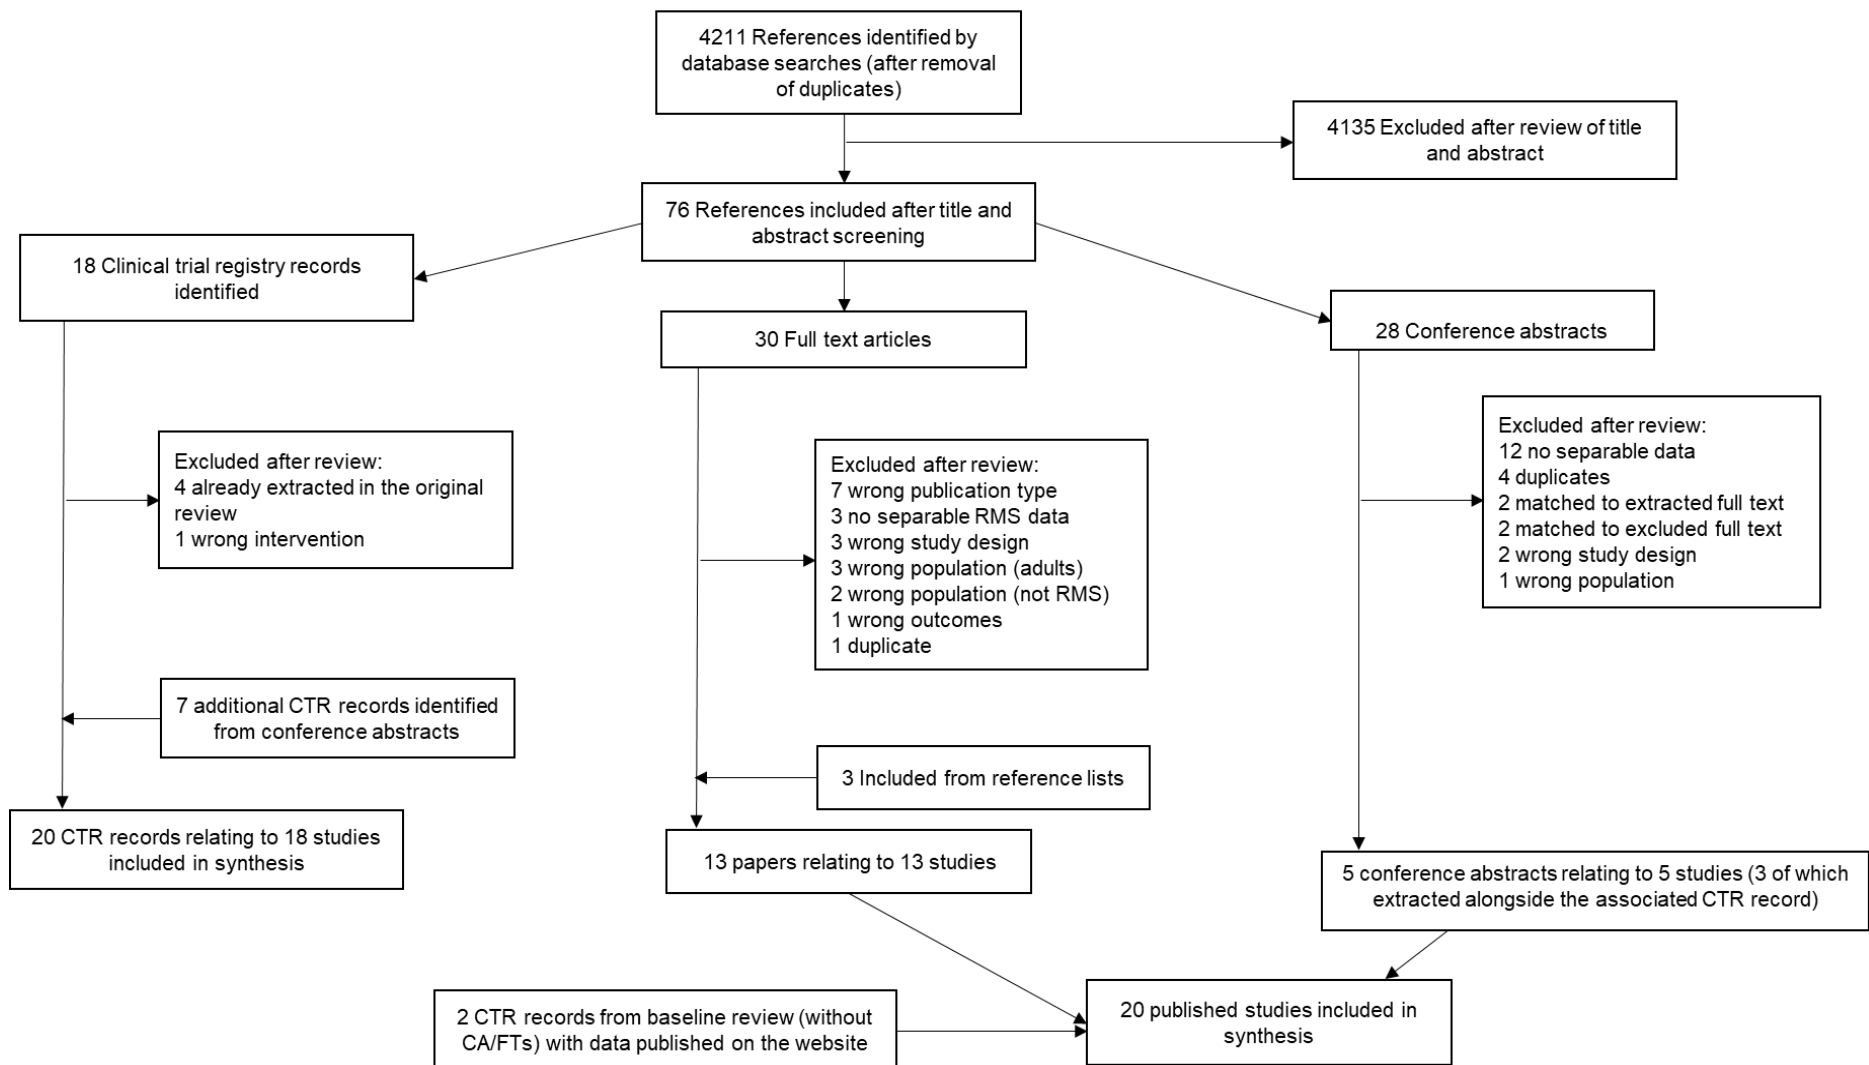 4211 References identified by
database searches (after removal
of duplicates)
4135 Excluded after review of title
and abstract
76 References included after title and
abstract screening
18 Clinical trial registry records
identified
30 Full text articles
28 Conference abstracts
Excluded after review:
4 already extracted in the original
review
1 wrong intervention
Excluded after review:
7 wrong publication type
3 no separable RMS data
3 wrong study design
3 wrong population (adults)
2 wrong population (not RMS)
1 wrong outcomes
1 duplicate
Excluded after review:
12 no separable data
4 duplicates
2 matched to extracted full text
2 matched to excluded full text
2 wrong study design
1 wrong population
7 additional CTR records identified
from conference abstracts
3 Included from reference lists
20 CTR records relating to 18 studies
included in synthesis
13 papers relating to 13 studies
5 conference abstracts relating to 5 studies (3 of which
extracted alongside the associated CTR record)
2 CTR records from baseline review (without
CA/FTs) with data published on the website
20 published studies included in
synthesis